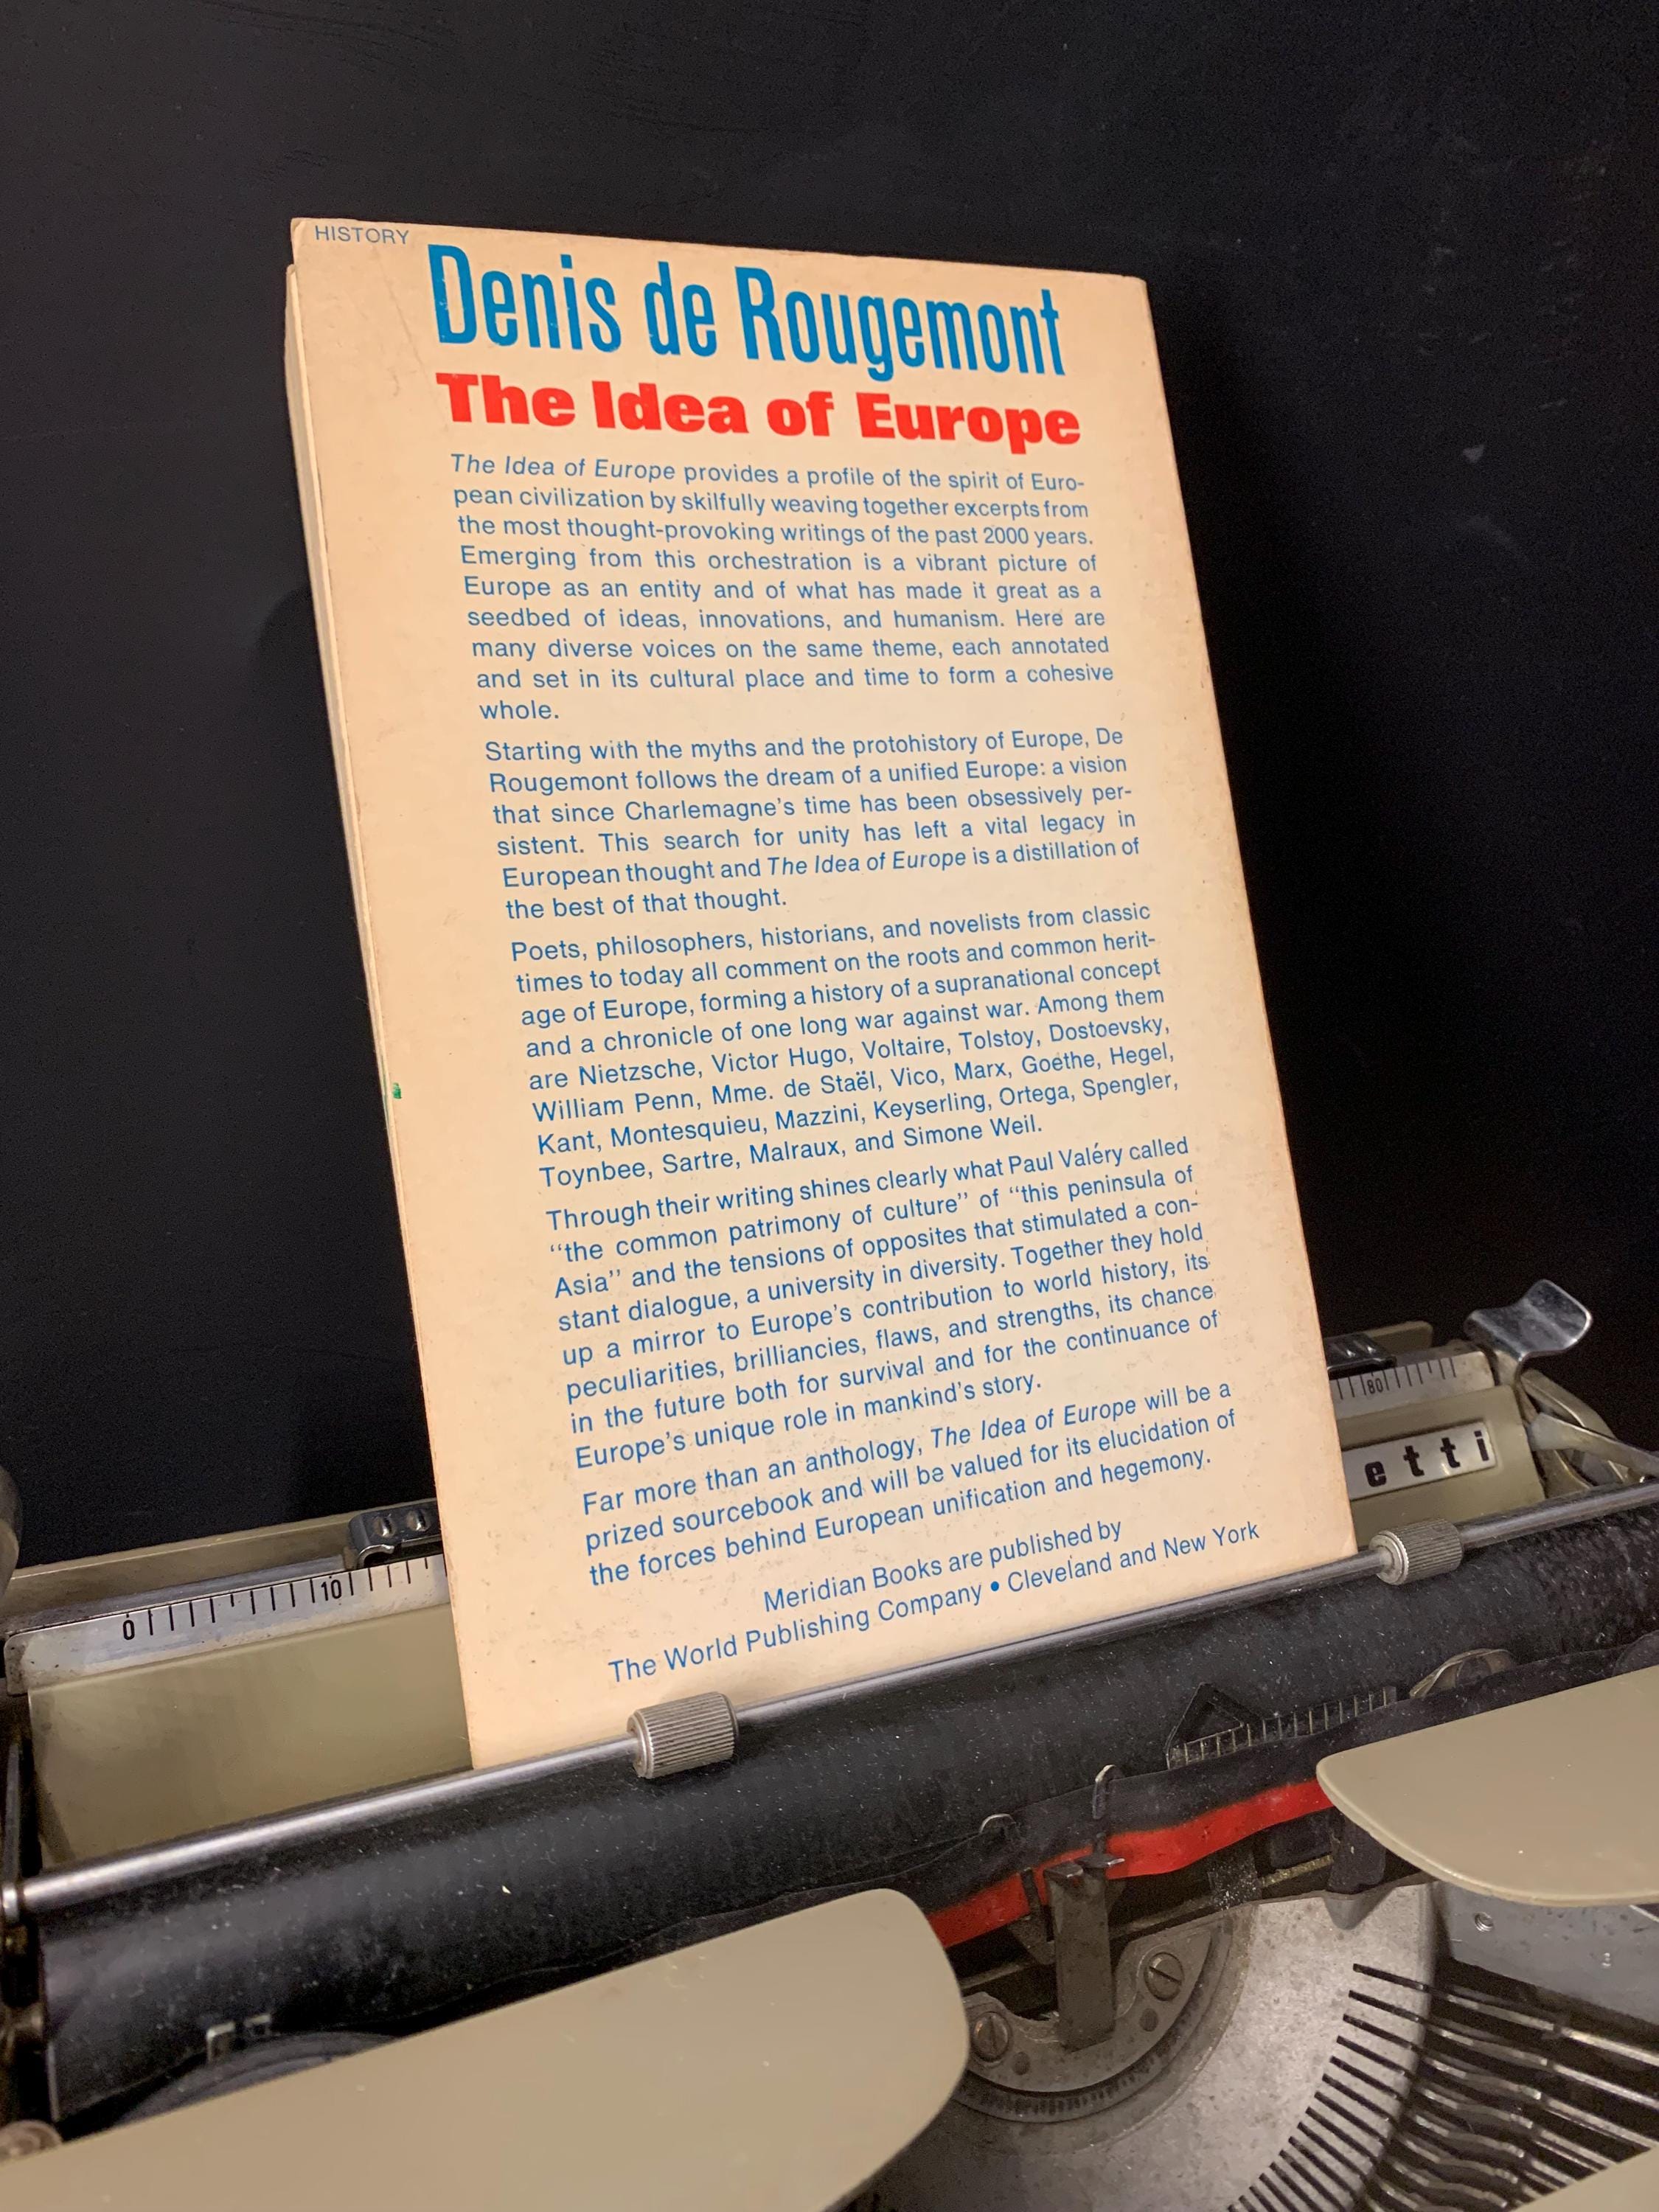 HISTORY
Denis de Rougemont
The Idea of Europe
The Idea of Europe provides a profile of the spirit of Euro-
pean civilization by skilfully weaving together excerpts from
the most thought-provoking writings of the past 2000 years.
Emerging from this orchestration is a vibrant picture of
Europe as an entity and of what has made it great as a
seedbed of ideas, innovations, and humanism. Here are
many diverse voices on the same theme, each annotated
and set in its cultural place and time to form a cohesive
whole.
Starting with the myths and the protohistory of Europe, De
Rougemont follows the dream of a unified Europe: a vision
that since Charlemagne's time has been obsessively per-
sistent. This search for unity has left a vital legacy in
European thought and The Idea of Europe is a distillation of
the best of that thought.
Poets, philosophers, historians, and novelists from classic
times to today all comment on the roots and common herit-
age of Europe, forming a history of a supranational concept
and a chronicle of one long war against war. Among them
are Nietzsche, Victor Hugo, Voltaire, Tolstoy, Dostoevsky,
William Penn, Mme. de Staël, Vico, Marx, Goethe, Hegel,
Kant, Montesquieu, Mazzini, Keyserling, Ortega, Spengler,
Toynbee, Sartre, Malraux, and Simone Weil.
Through their writing shines clearly what Paul Valéry called
"the common patrimony of culture" of "this peninsula of
Asia" and the tensions of opposites that stimulated a con-
stant dialogue, a university in diversity. Together they hold
up a mirror to Europe's contribution to world history, its
peculiarities, brilliancies, flaws, and strengths, its chance
in the future both for survival and for the continuance of
Europe's unique role in mankind's story.
Far more than an anthology, The Idea of Europe will be a
prized sourcebook and will be valued for its elucidation of
the forces behind European unification and hegemony.
Meridian Books are published by
The World Publishing Company • Cleveland and New York
0 10 80
etti